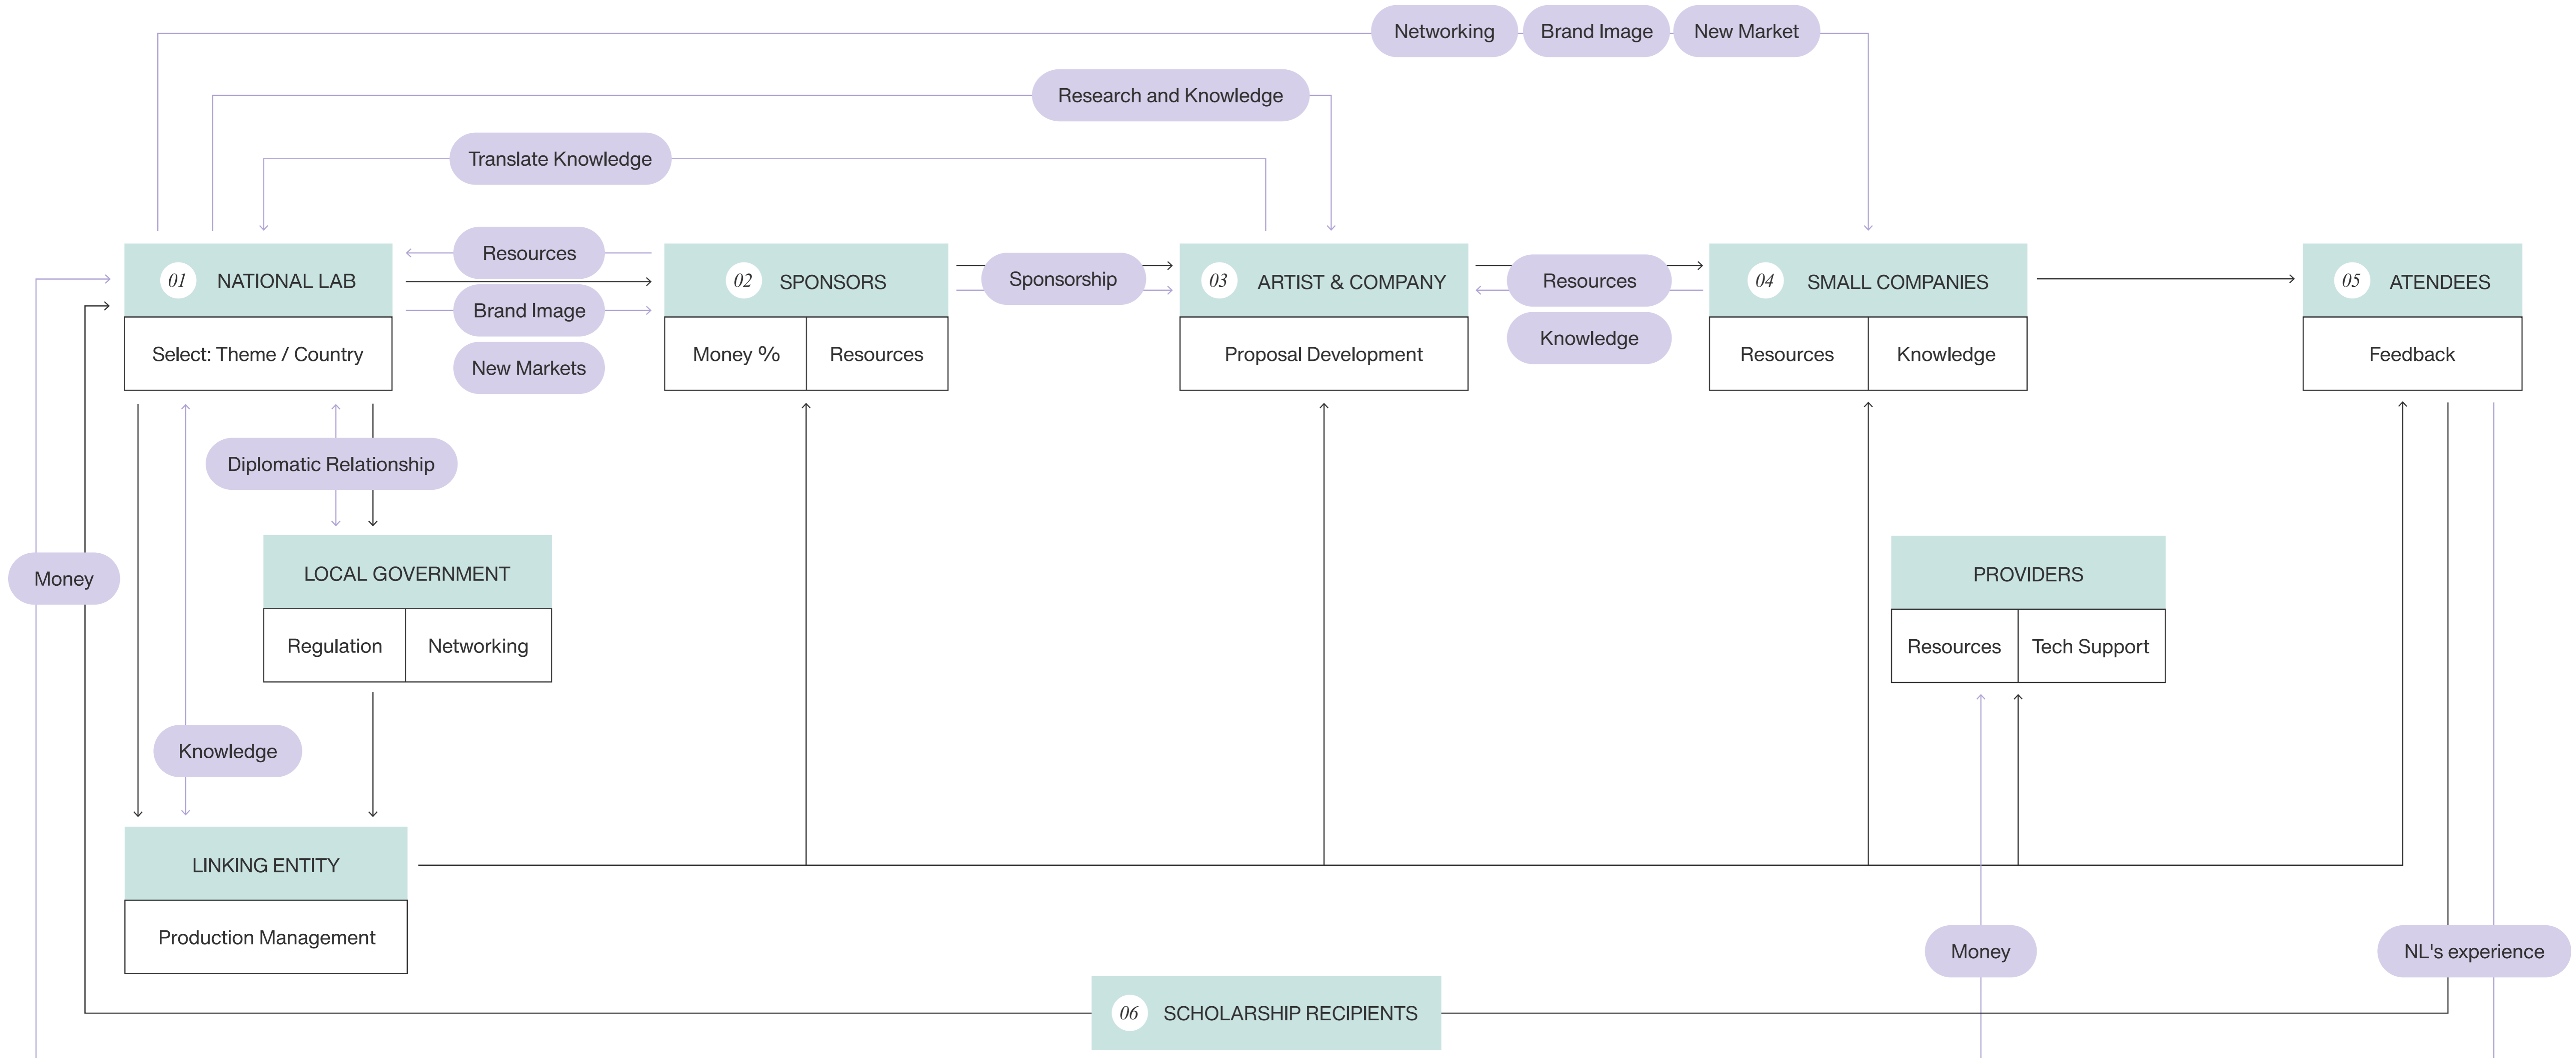 Networking
Brand Image
New Market
Research and Knowledge
Translate Knowledge
01 NATIONAL LAB
Select: Theme / Country
Resources
Brand Image
New Markets
02 SPONSORS
Money %
Resources
Sponsorship
03 ARTIST & COMPANY
Proposal Development
Resources
Knowledge
04 SMALL COMPANIES
Resources
Knowledge
05 ATENDEES
Feedback
Diplomatic Relationship
Money
LOCAL GOVERNMENT
Regulation
Networking
PROVIDERS
Resources
Tech Support
Knowledge
LINKING ENTITY
Production Management
Money
NL's experience
06 SCHOLARSHIP RECIPIENTS